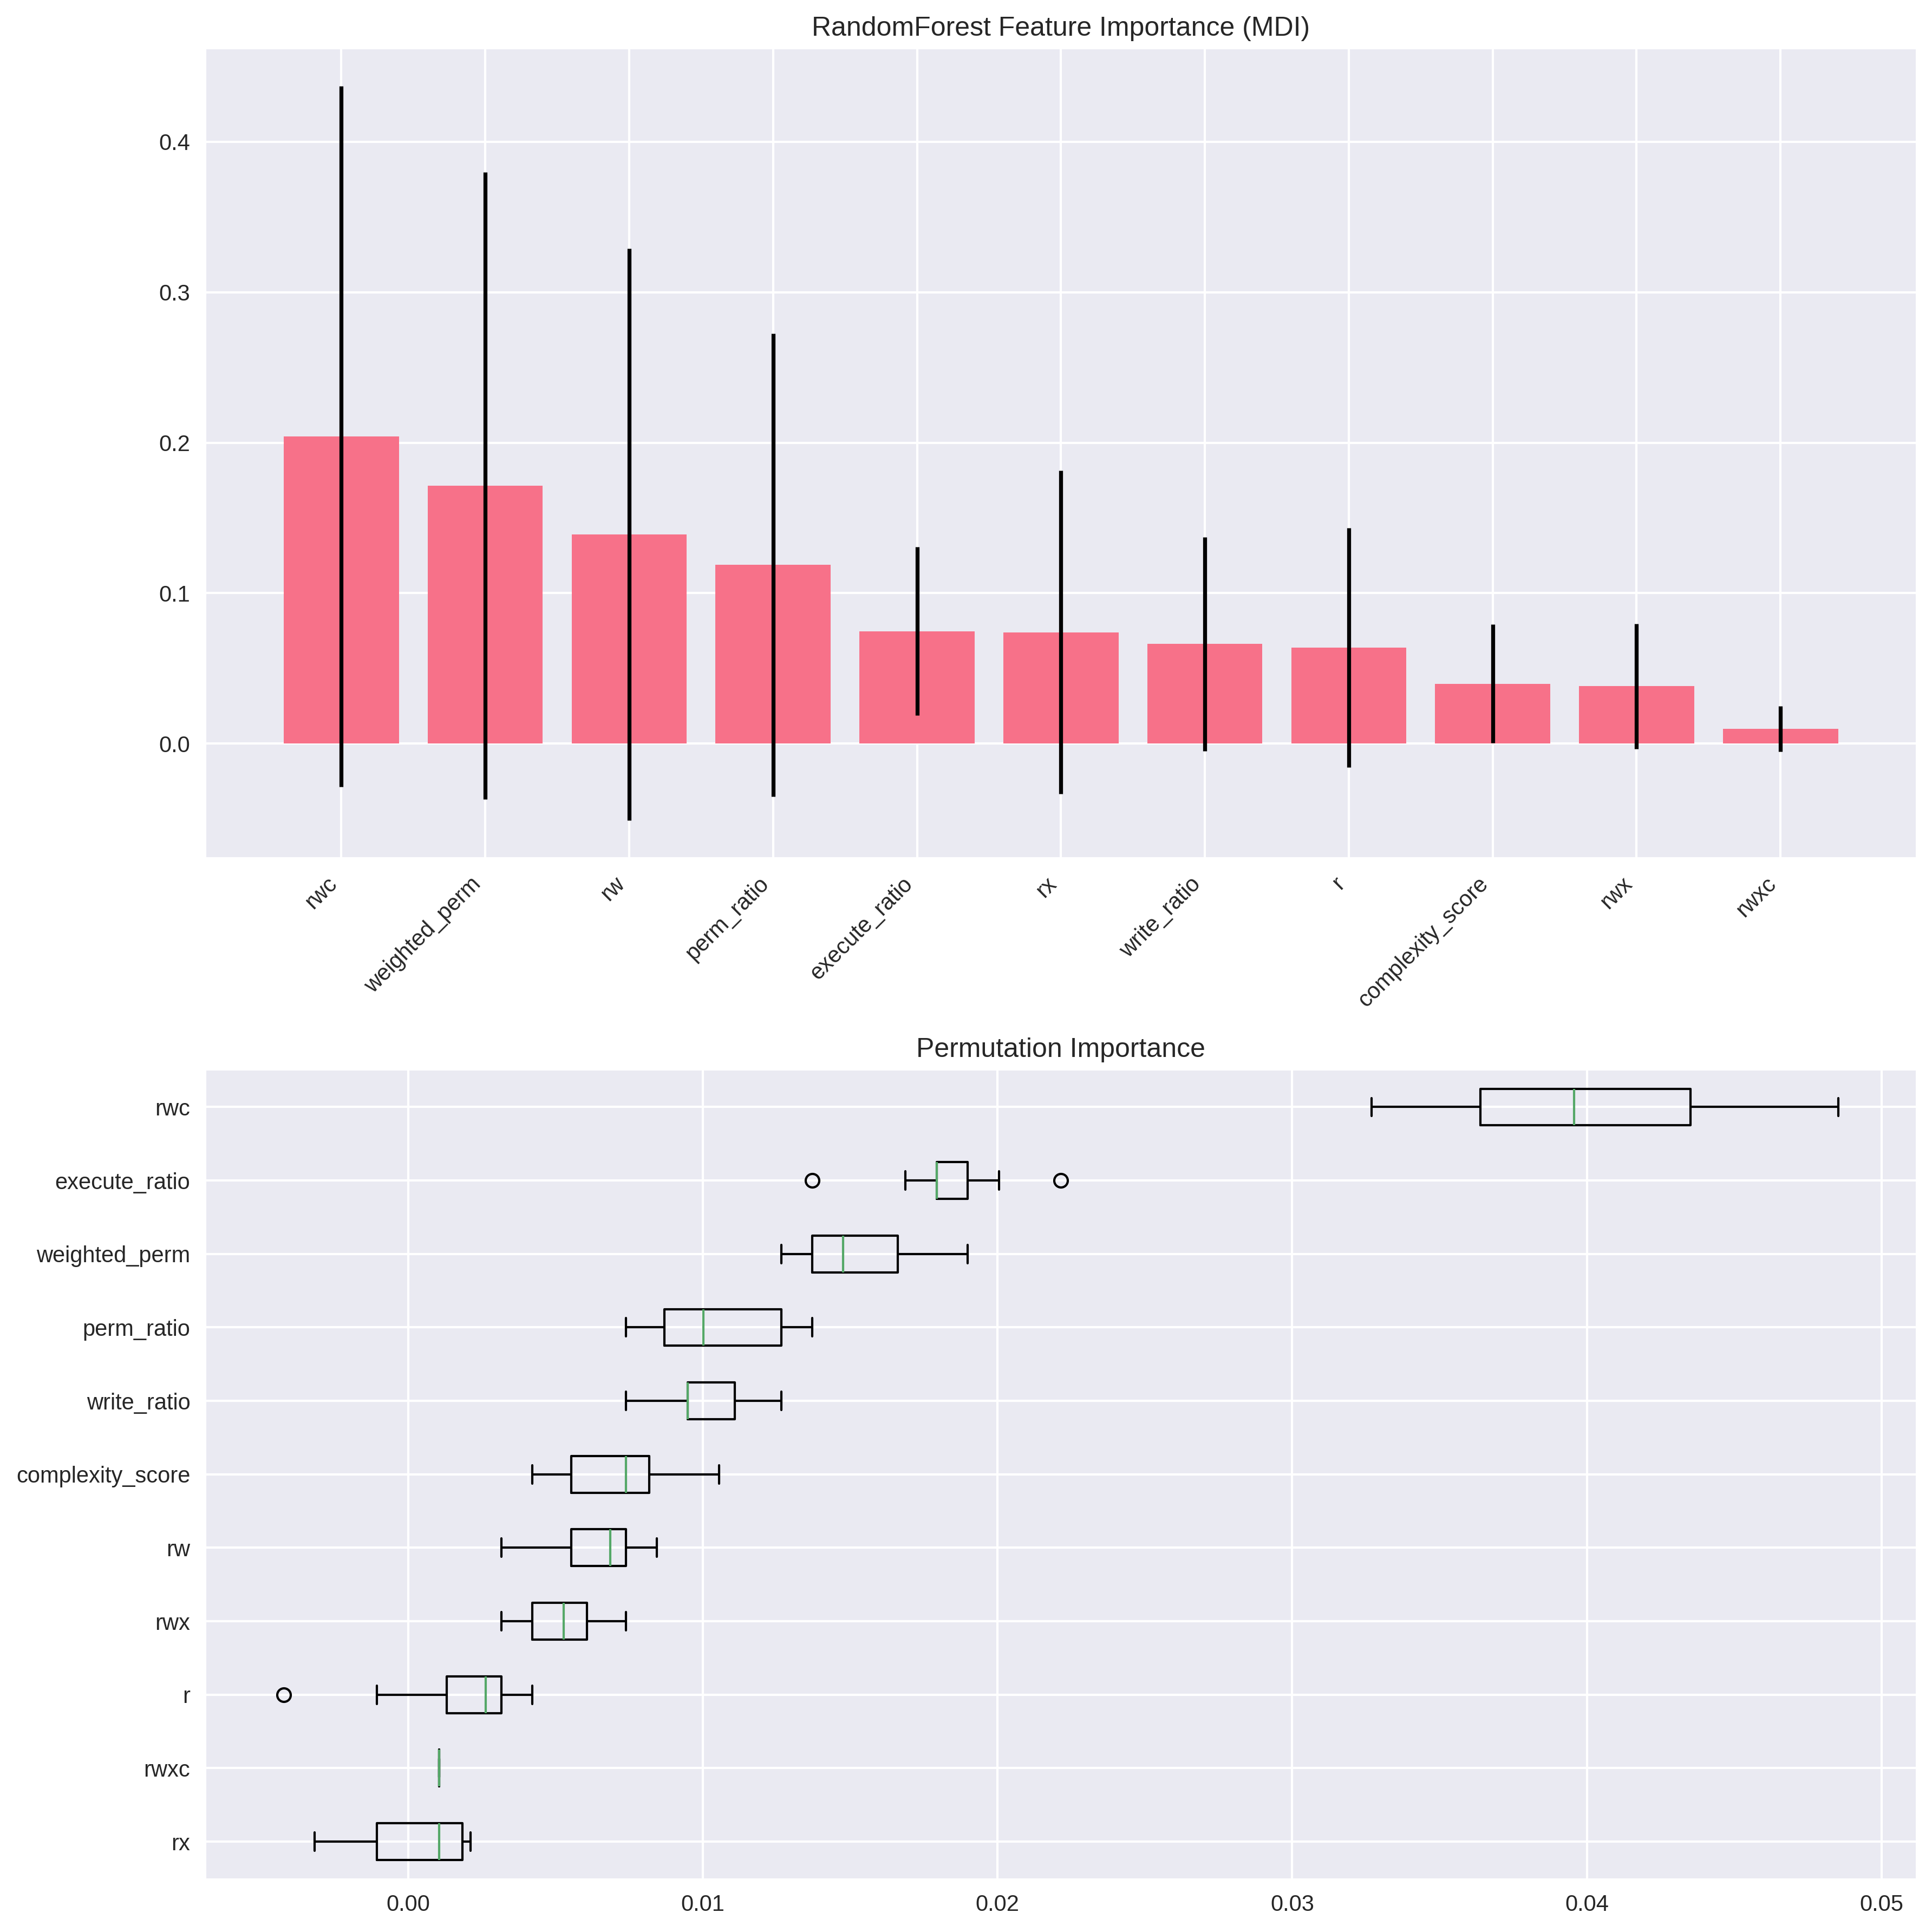 RandomForest Feature Importance (MDI)
0.4
0.3
0.2
0.1
0.0
rwc
weighted_perm
rw
perm_ratio
execute_ratio
rx
write_ratio
r
complexity_score
rwx
rwxc
Permutation Importance
rwc
execute_ratio
weighted_perm
perm_ratio
write_ratio
complexity_score
rw
rwx
r
rwxc
rx
0.00 0.01 0.02 0.03 0.04 0.05